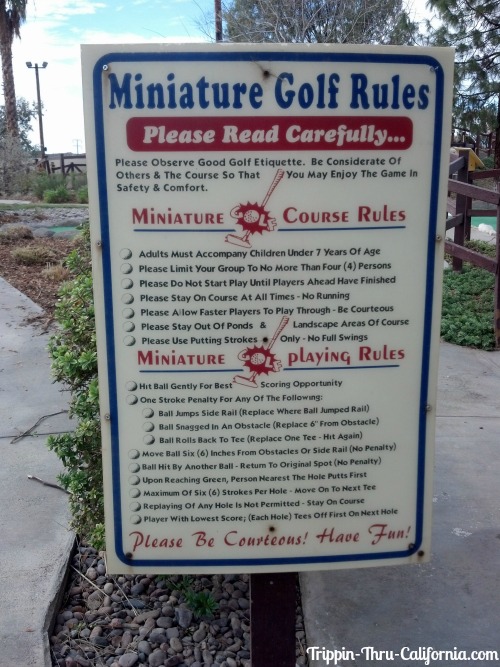 Miniature Golf Rules
Please Read Carefully...
Please Observe Good Golf Etiquette. Be Considerate Of
Others & The Course So That You May Enjoy The Game In
Safety & Comfort.
Miniature Golf Course Rules
Adults Must Accompany Children Under 7 Years Of Age
Please Limit Your Group To No More Than Four (4) Persons
Please Do Not Start Play Until Players Ahead Have Finished
Please Stay On Course At All Times - No Running
Please Allow Faster Players To Play Through - Be Courteous
Please Stay Out Of Ponds & Landscape Areas Of Course
Please Use Putting Strokes Only - No Full Swings
Miniature Golf playing Rules
Hit Ball Gently For Best Scoring Opportunity
One Stroke Penalty For Any Of The Following:
Ball Jumps Side Rail (Replace Where Ball Jumped Rail)
Ball Snagged In An Obstacle (Replace 6" From Obstacle)
Ball Rolls Back To Tee (Replace One Tee - Hit Again)
Move Ball Six (6) Inches From Obstacles Or Side Rail (No Penalty)
Ball Hit By Another Ball - Return To Original Spot (No Penalty)
Upon Reaching Green, Person Nearest The Hole Putts First
Maximum Of Six (6) Strokes Per Hole - Move On To Next Tee
Replaying Of Any Hole Is Not Permitted - Stay On Course
Player With Lowest Score; (Each Hole) Tees Off First On Next Hole
Please Be Courteous! Have Fun!
Trippin-Thru-California.com